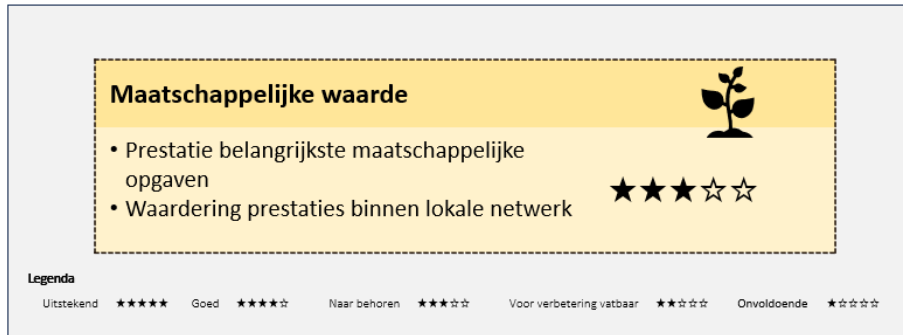 Maatschappelijke waarde
• Prestatie belangrijkste maatschappelijke
opgaven
• Waardering prestaties binnen lokale netwerk
★★★☆☆
Legenda
Uitstekend ★★★★★ Goed ★★★★☆ Naar behoren ★★★☆☆ Voor verbetering vatbaar ★★☆☆☆ Onvoldoende ★☆☆☆☆